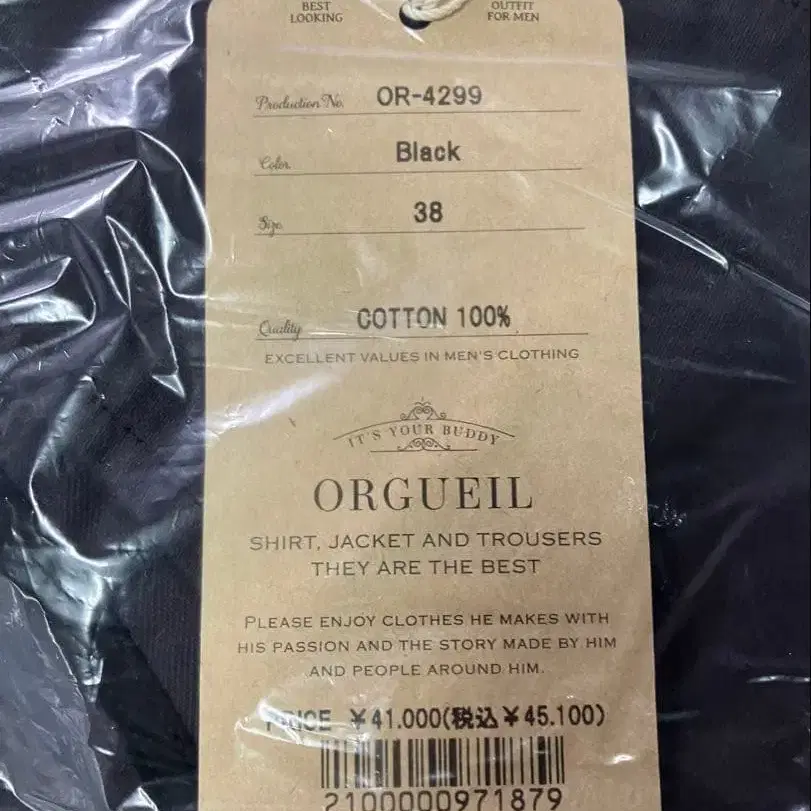 BEST
LOOKING
OUTFIT
FOR MEN
Production No. OR-4299
Color Black
Size 38
Quality COTTON 100%
EXCELLENT VALUES IN MEN'S CLOTHING
IT'S YOUR BUDDY
ORGUEIL
SHIRT, JACKET AND TROUSERS
THEY ARE THE BEST
PLEASE ENJOY CLOTHES HE MAKES WITH
HIS PASSION AND THE STORY MADE BY HIM
AND PEOPLE AROUND HIM.
PRICE ¥41.000(税込¥45.100)
2100000971879